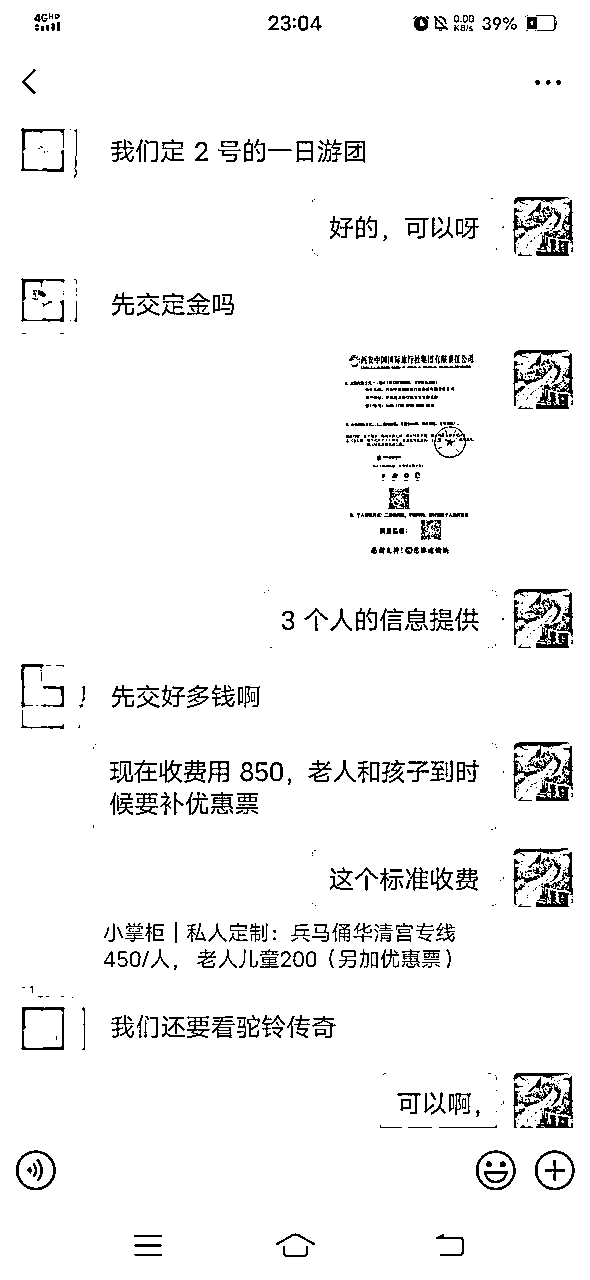 4G HD
23:04
0.00
KB/s
39%
我们定 2 号的一日游团
好的，可以呀
先交定金吗
西安中国国际旅行社集团有限责任公司
3 个人的信息提供
先交好多钱啊
现在收费用 850，老人和孩子到时
候要补优惠票
这个标准收费
小掌柜｜私人定制：兵马俑华清宫专线
450/人， 老人儿童200（另加优惠票）
我们还要看驼铃传奇
可以啊，